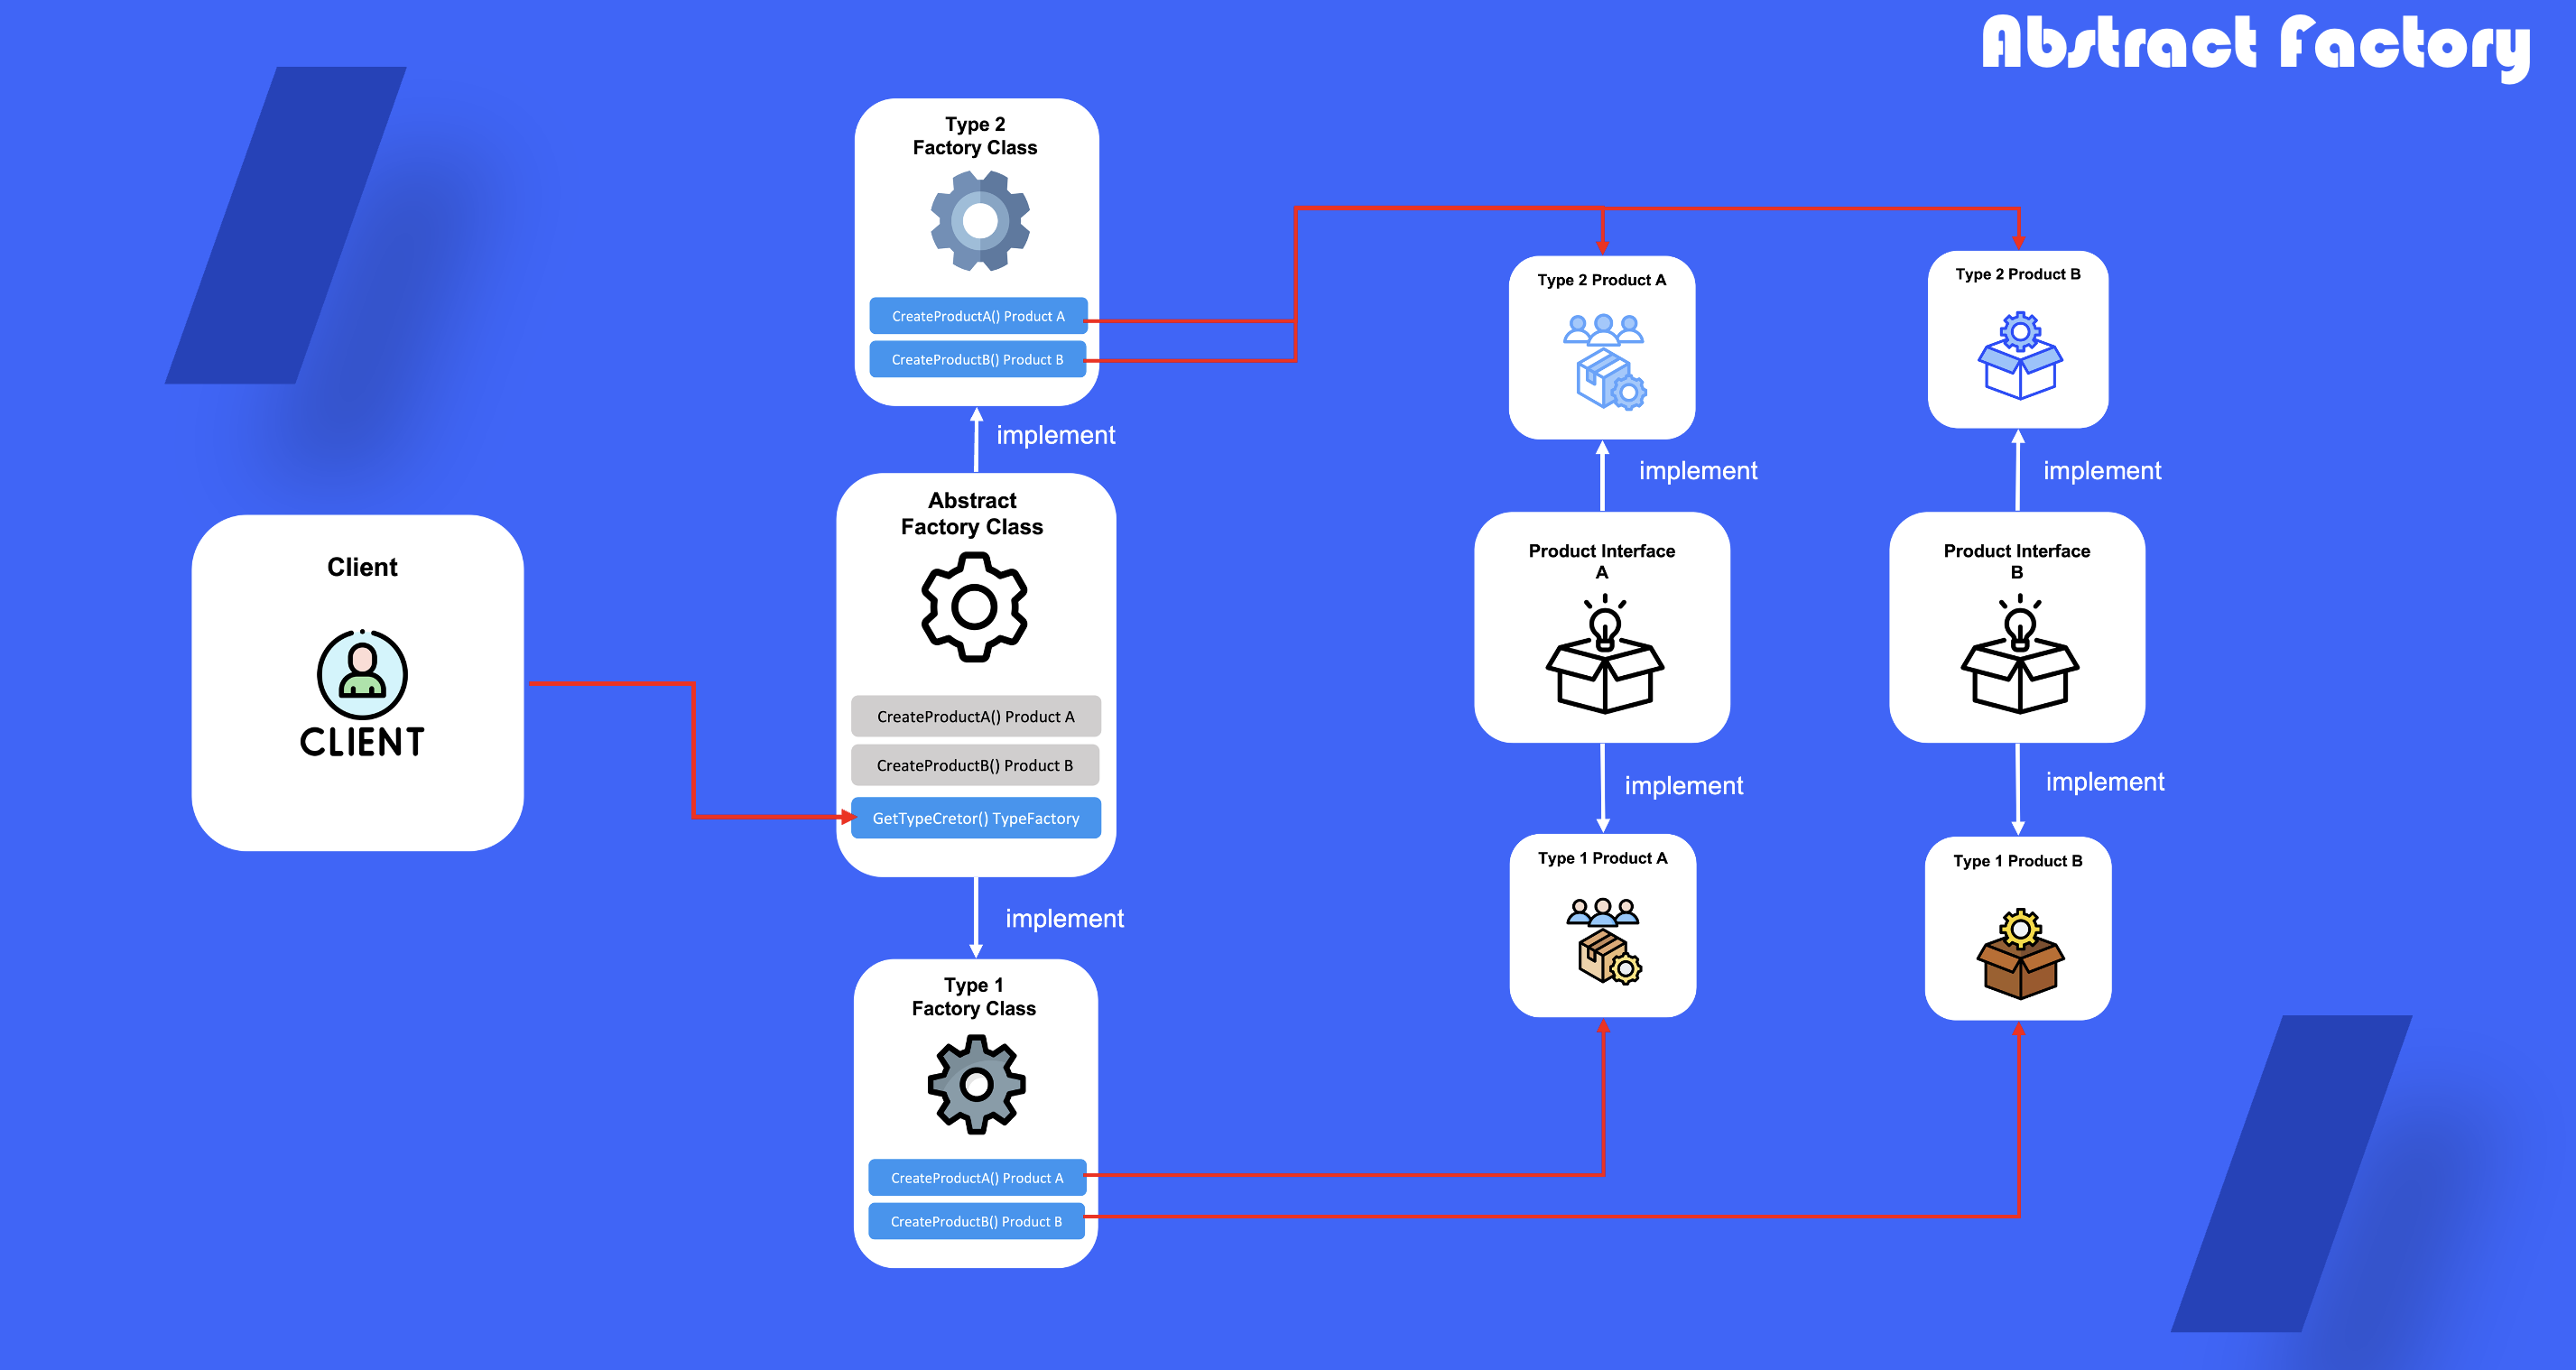 Abstract Factory
Type 2
Factory Class
CreateProductA() Product A
CreateProductB() Product B
implement
Client
CLIENT
Abstract
Factory Class
CreateProductA() Product A
CreateProductB() Product B
GetTypeCretor() TypeFactory
implement
Type 1
Factory Class
CreateProductA() Product A
CreateProductB() Product B
Type 2 Product A
implement
Product Interface
A
implement
Type 1 Product A
Type 2 Product B
implement
Product Interface
B
implement
Type 1 Product B